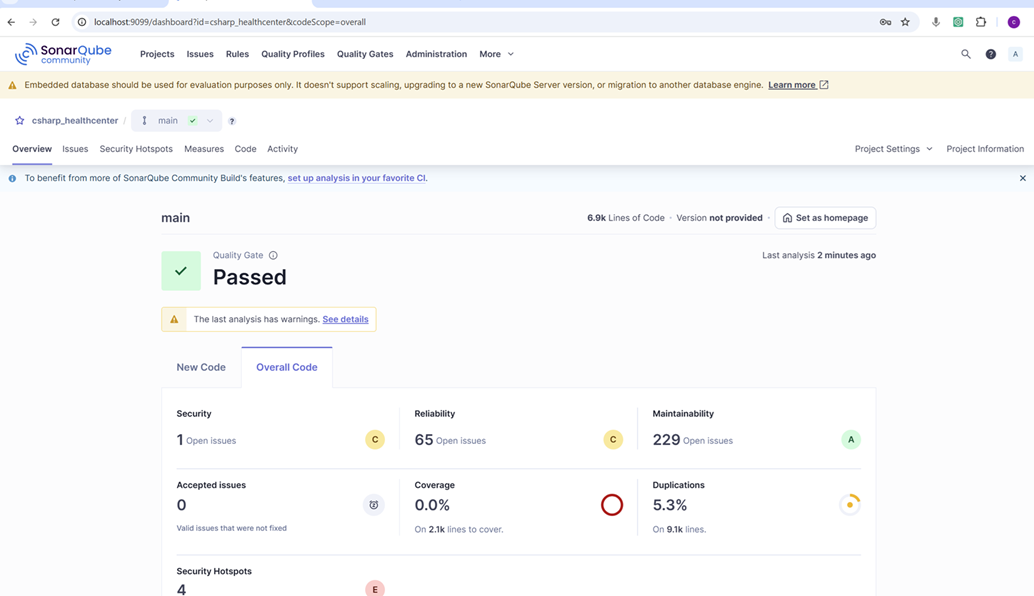 localhost:9099/dashboard?id=csharp_healthcenter&codeScope=overall
C
SonarQube community
Projects Issues Rules Quality Profiles Quality Gates Administration More
? A
Embedded database should be used for evaluation purposes only. It doesn't support scaling, upgrading to a new SonarQube Server version, or migration to another database engine. Learn more
csharp_healthcenter / main ?
Overview Issues Security Hotspots Measures Code Activity Project Settings Project Information
To benefit from more of SonarQube Community Build's features, set up analysis in your favorite CI.
main 6.9k Lines of Code · Version not provided · Set as homepage
Quality Gate Last analysis 2 minutes ago
Passed
The last analysis has warnings. See details
New Code Overall Code
Security Reliability Maintainability
1 Open issues C 65 Open issues C 229 Open issues A
Accepted issues Coverage Duplications
0 0.0% 5.3%
Valid issues that were not fixed On 2.1k lines to cover. On 9.1k lines.
Security Hotspots
4 E